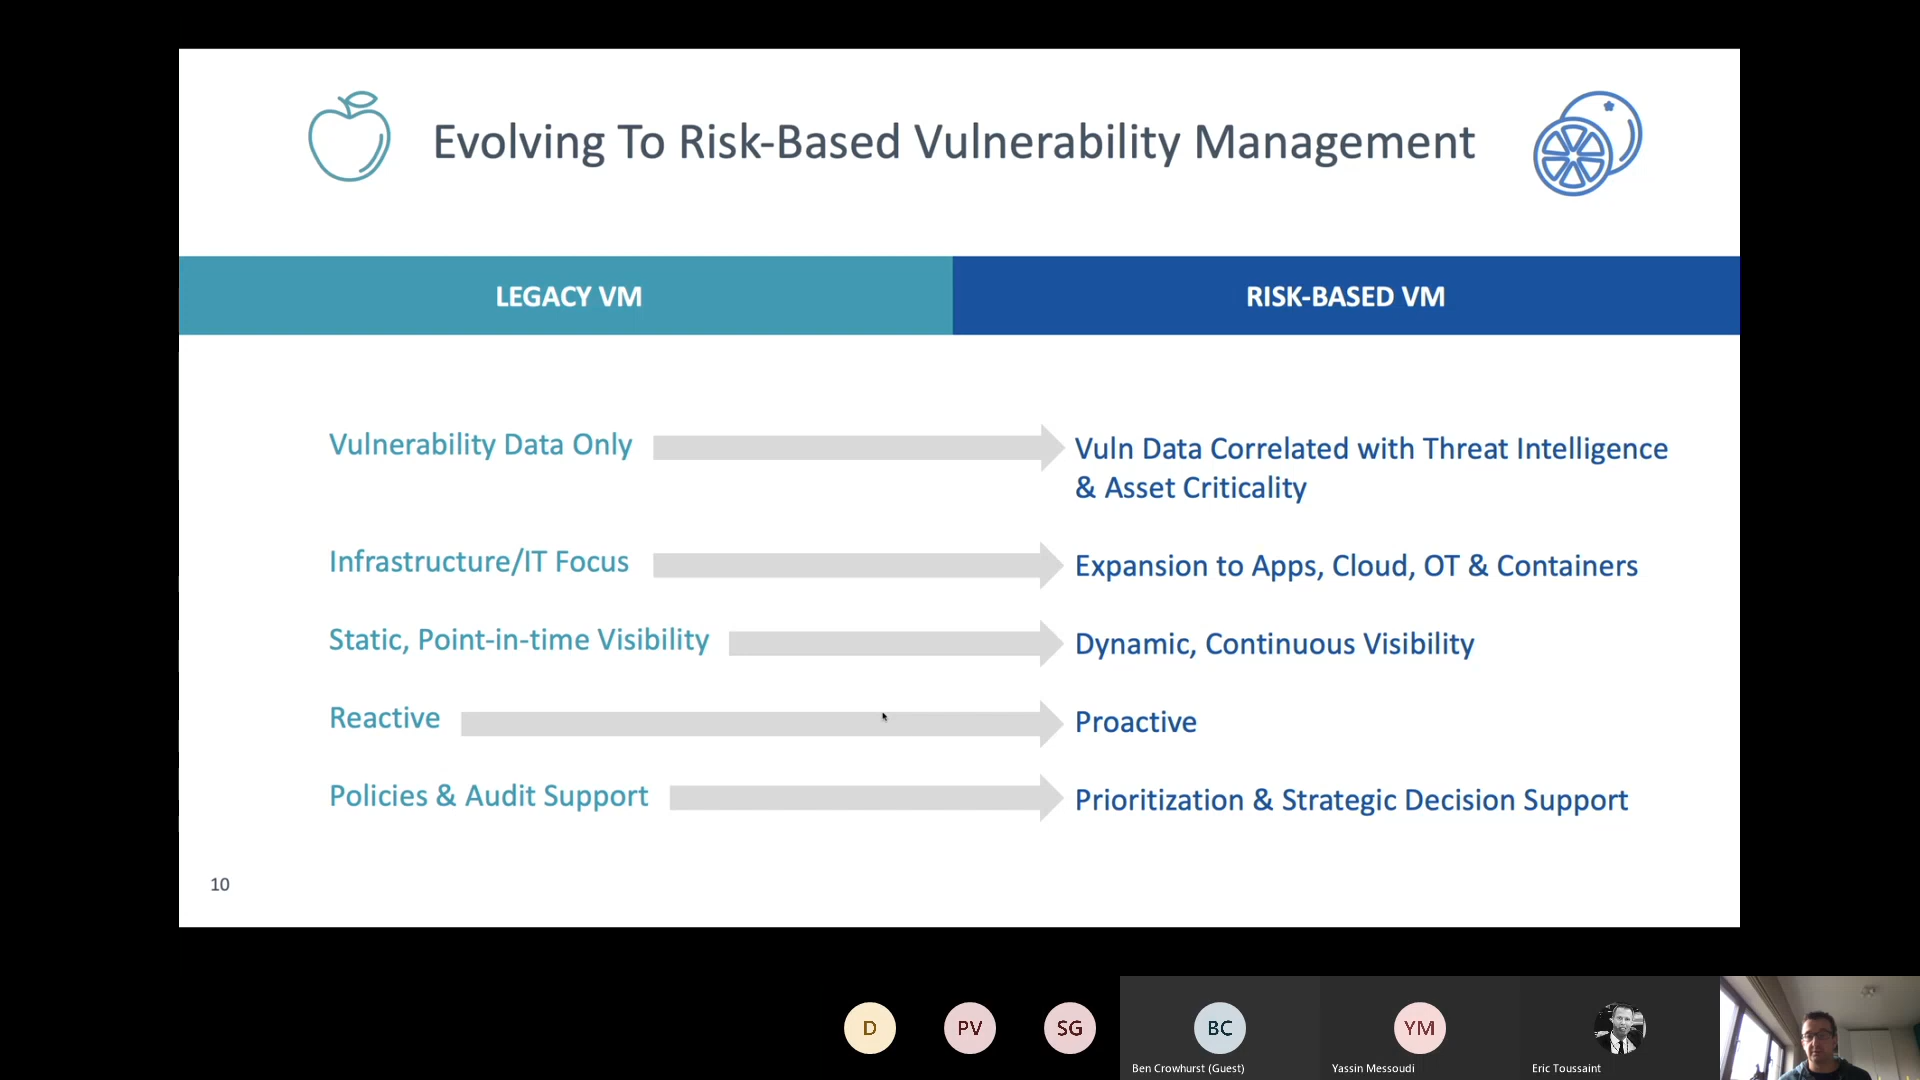 Evolving To Risk-Based Vulnerability Management
LEGACY VM
RISK-BASED VM
Vulnerability Data Only
Vuln Data Correlated with Threat Intelligence
& Asset Criticality
Infrastructure/IT Focus
Expansion to Apps, Cloud, OT & Containers
Static, Point-in-time Visibility
Dynamic, Continuous Visibility
Reactive
Proactive
Policies & Audit Support
Prioritization & Strategic Decision Support
10
D
PV
SG
BC
YM
Ben Crowhurst (Guest)
Yassin Messoudi
Eric Toussaint